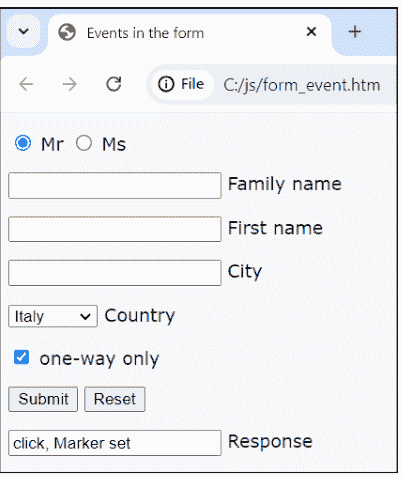 Events in the form
File C:/js/form_event.htm
Mr Ms
Family name
First name
City
Italy Country
one-way only
Submit Reset
click, Marker set Response